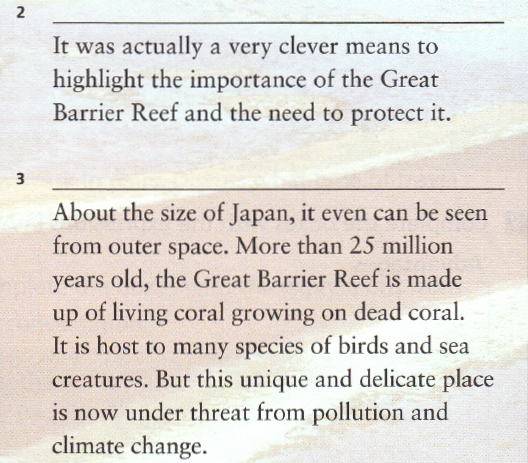 2
It was actually a very clever means to
highlight the importance of the Great
Barrier Reef and the need to protect it.
3
About the size of Japan, it even can be seen
from outer space. More than 25 million
years old, the Great Barrier Reef is made
up of living coral growing on dead coral.
It is host to many species of birds and sea
creatures. But this unique and delicate place
is now under threat from pollution and
climate change.